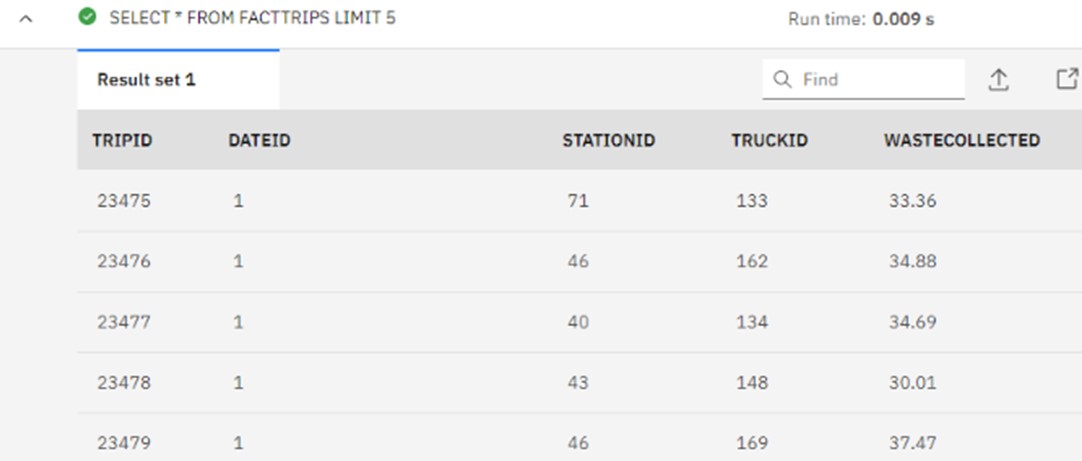 SELECT * FROM FACTTRIPS LIMIT 5 Run time: 0.009 s
Result set 1 Find
TRIPID DATEID STATIONID TRUCKID WASTECOLLECTED
23475 1 71 133 33.36
23476 1 46 162 34.88
23477 1 40 134 34.69
23478 1 43 148 30.01
23479 1 46 169 37.47